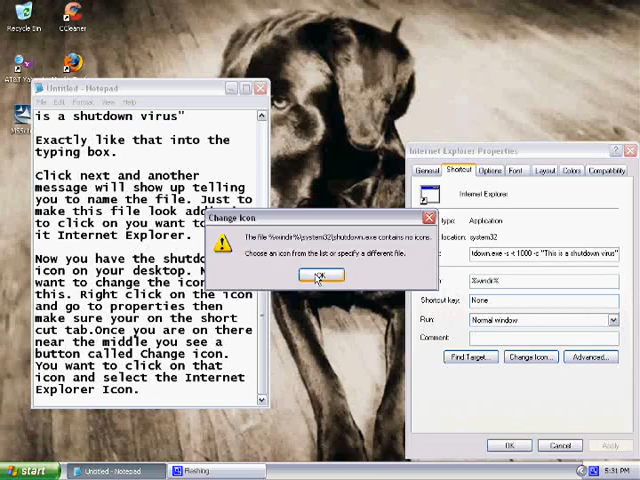 Recycle Bin
CCleaner
Untitled - Notepad
File Edit Format View Help
is a shutdown virus"
Exactly like that into the
typing box.
Click next and another
message will show up telling
you to name the file. Just to
make this file look
to click on you want to
it Internet Explorer.
Now you have the
icon on your desktop.
want to change the
this. Right click on the icon
and go to properties then
make sure your on the short
cut tab.Once you are on there
near the middle you see a
button called Change icon.
You want to click on that
icon and select the Internet
Explorer Icon.
Change Icon
The file %windir%\system32\shutdown.exe contains no icons.
Choose an icon from the list or specify a different file.
OK
Internet Explorer Properties
General Shortcut Options Font Layout Colors Compatibility
Internet Explorer
type: Application
location: system32
tdown.exe -s -t 1000 -c "This is a shutdown virus"
%windir%
Shortcut key: None
Run: Normal window
Comment:
Find Target... Change Icon... Advanced...
OK Cancel Apply
start
Untitled - Notepad
Flashing
5:31 PM